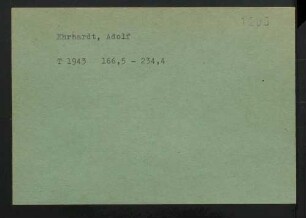 Ehrhardt, Adolf
T 1943 166,5 - 234,4